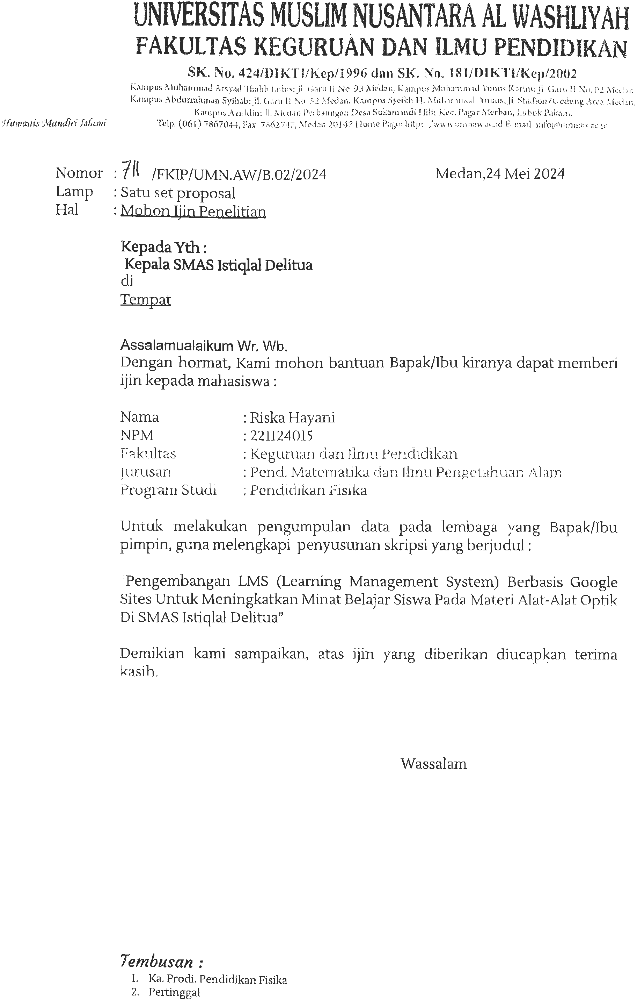 UNIVERSITAS MUSLIM NUSANTARA AL WASHLIYAH
FAKULTAS KEGURUAN DAN ILMU PENDIDIKAN
SK. No. 424/DIKTI/Kep/1996 dan SK. No. 181/DIKTI/Kep/2002
Kampus Muhammad Arsyad Thalib Lubis: Jl Garu II No 93 Medan, Kampus Muhammad Yunus Karim: Jl Garu II No. 02 Medan
Kampus Abdurrahman Syihab: Jl. Garu II No 52 Medan, Kampus Syeikh H. Muhammad Yunus, Jl Stadion/Gedung Arca Medan,
Kampus Aziddin: Jl. Medan Perbaungan Desa Sukamandi Hilir Kec. Pagar Merbau, Lubuk Pakam.
Humanis Mandiri Islami
Telp. (061) 7867044, Fax 7862747, Medan 20147 Home Page: http: /www umnaw ac.id E mail info@umnaw ac id
Nomor : 711 /FKIP/UMN.AW/B.02/2024 Medan,24 Mei 2024
Lamp : Satu set proposal
Hal : Mohon Ijin Penelitian
Kepada Yth :
Kepala SMAS Istiqlal Delitua
di
Tempat
Assalamualaikum Wr. Wb.
Dengan hormat, Kami mohon bantuan Bapak/Ibu kiranya dapat memberi
ijin kepada mahasiswa :
Nama : Riska Hayani
NPM : 221124015
Fakultas : Keguruan dan Ilmu Pendidikan
Jurusan : Pend. Matematika dan Ilmu Pengetahuan Alam
Program Studi : Pendidikan Fisika
Untuk melakukan pengumpulan data pada lembaga yang Bapak/Ibu
pimpin, guna melengkapi penyusunan skripsi yang berjudul :
"Pengembangan LMS (Learning Management System) Berbasis Google
Sites Untuk Meningkatkan Minat Belajar Siswa Pada Materi Alat-Alat Optik
Di SMAS Istiqlal Delitua"
Demikian kami sampaikan, atas ijin yang diberikan diucapkan terima
kasih.
Wassalam
Tembusan :
1. Ka. Prodi. Pendidikan Fisika
2. Pertinggal